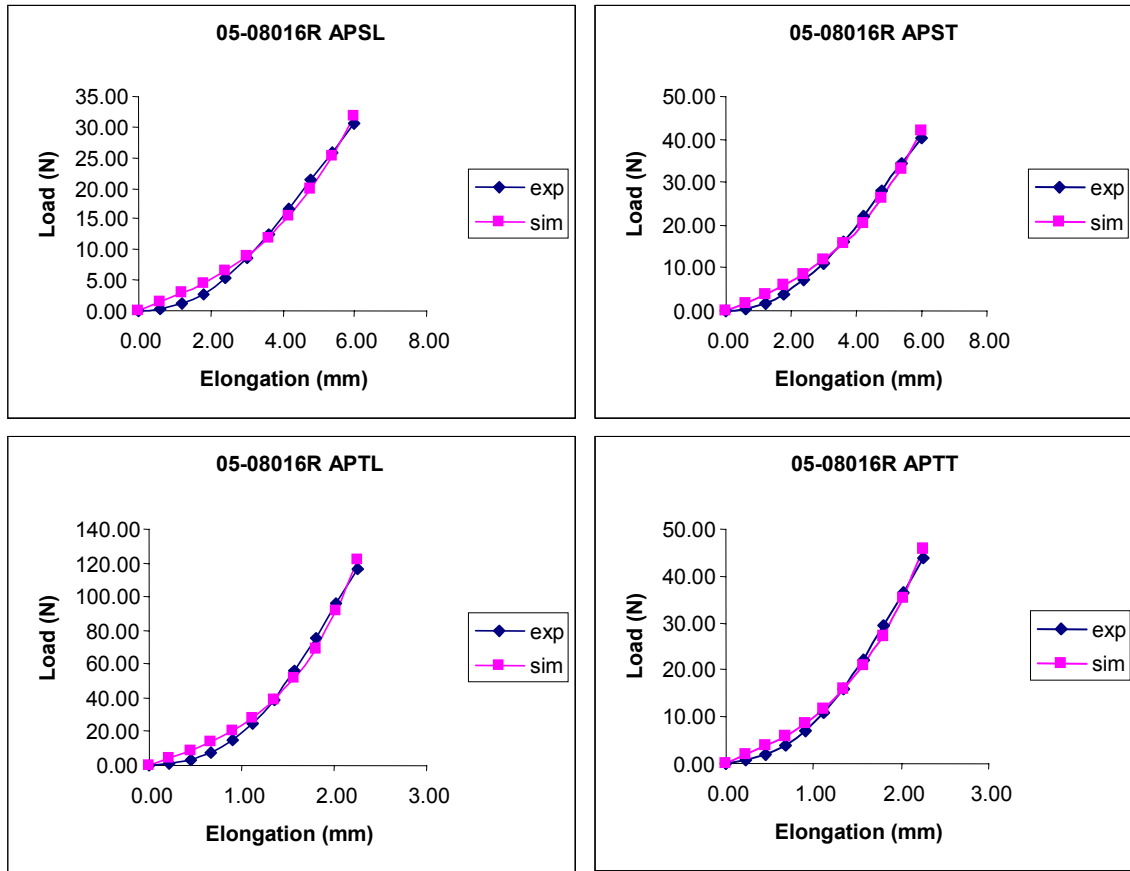 05-08016R APSL
35.00
30.00
25.00
20.00
15.00
10.00
5.00
0.00
Load (N)
0.00 2.00 4.00 6.00 8.00
Elongation (mm)
exp
sim
05-08016R APST
50.00
40.00
30.00
20.00
10.00
0.00
Load (N)
0.00 2.00 4.00 6.00 8.00
Elongation (mm)
exp
sim
05-08016R APTL
140.00
120.00
100.00
80.00
60.00
40.00
20.00
0.00
Load (N)
0.00 1.00 2.00 3.00
Elongation (mm)
exp
sim
05-08016R APTT
50.00
40.00
30.00
20.00
10.00
0.00
Load (N)
0.00 1.00 2.00 3.00
Elongation (mm)
exp
sim